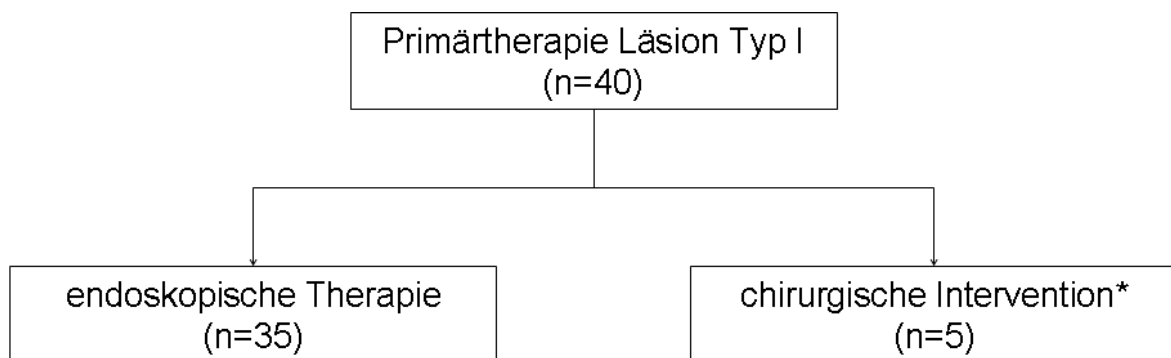 Primärtherapie Läsion Typ I
(n=40)
endoskopische Therapie
(n=35)
chirurgische Intervention*
(n=5)